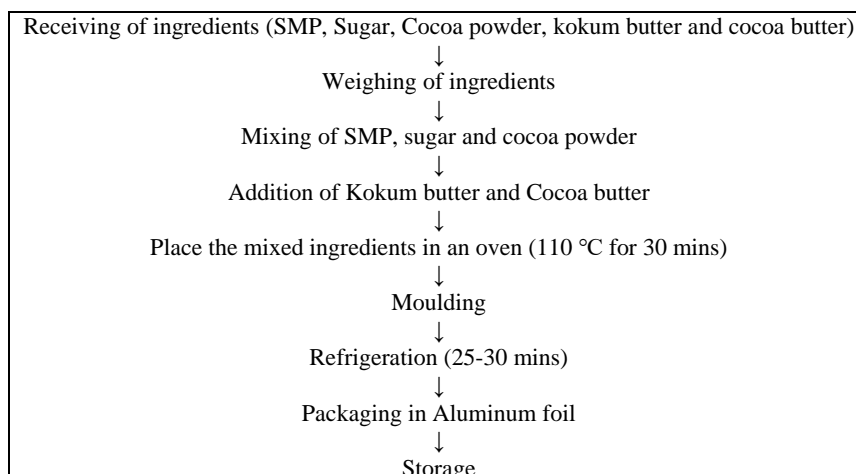 Receiving of ingredients (SMP, Sugar, Cocoa powder, kokum butter and cocoa butter)
↓
Weighing of ingredients
↓
Mixing of SMP, sugar and cocoa powder
↓
Addition of Kokum butter and Cocoa butter
↓
Place the mixed ingredients in an oven (110 °C for 30 mins)
↓
Moulding
↓
Refrigeration (25-30 mins)
↓
Packaging in Aluminum foil
↓
Storage